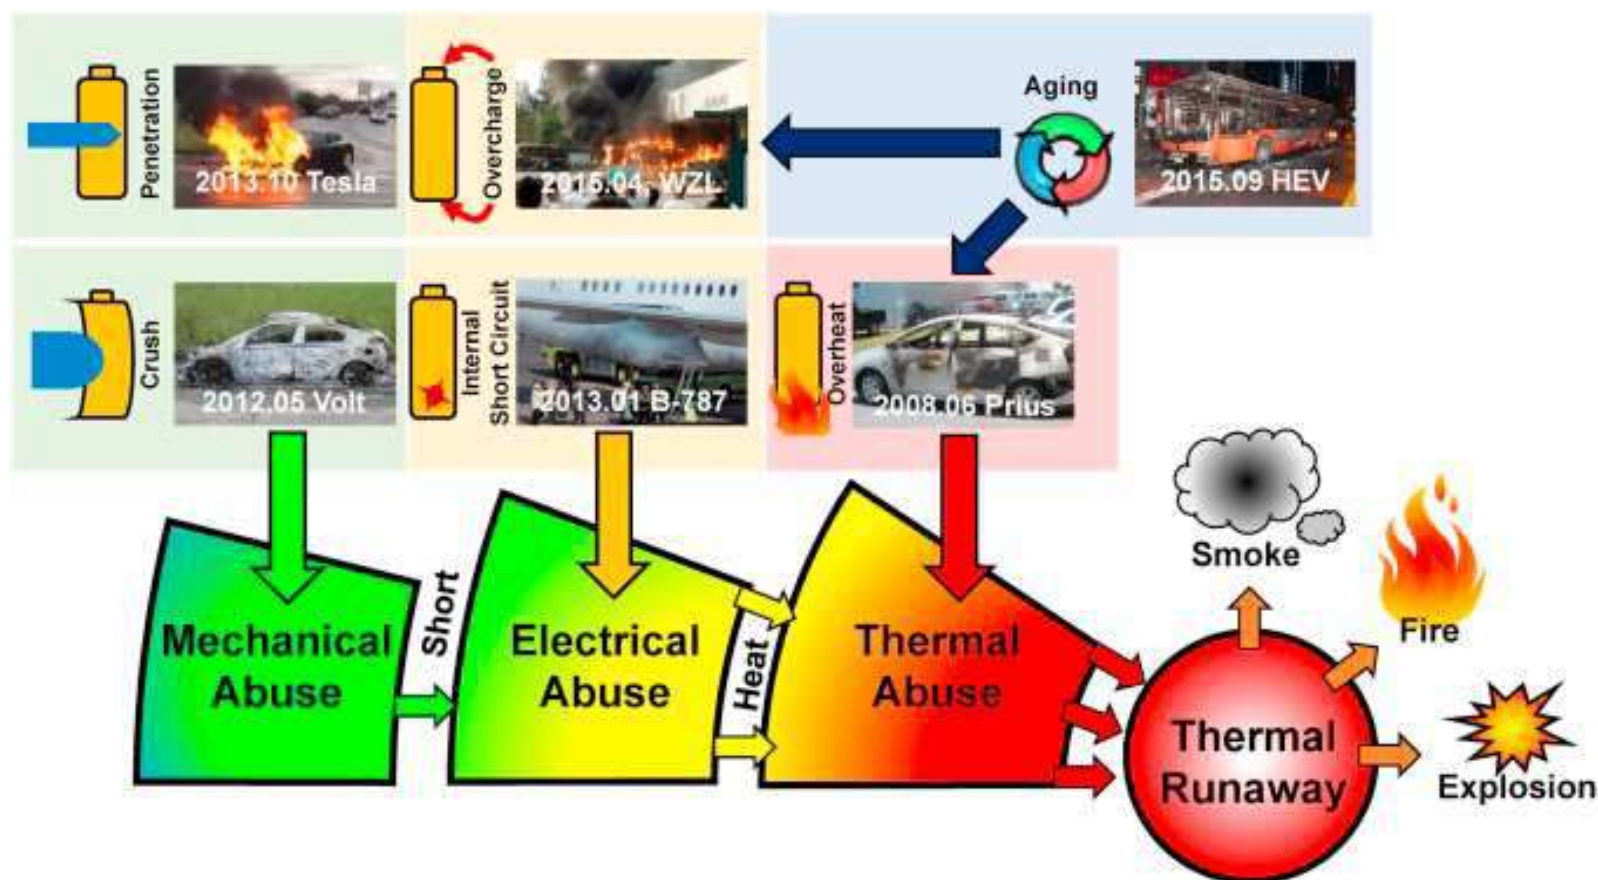 Penetration
2013.10 Tesla
Overcharge
2015.04, WZL
Aging
2015.09 HEV
Crush
2012.05 Volt
Internal
Short Circuit
2013.01 B-787
Overheat
2008.06 Prius
Mechanical
Abuse
Short
Electrical
Abuse
Heat
Thermal
Abuse
Thermal
Runaway
Smoke
Fire
Explosion